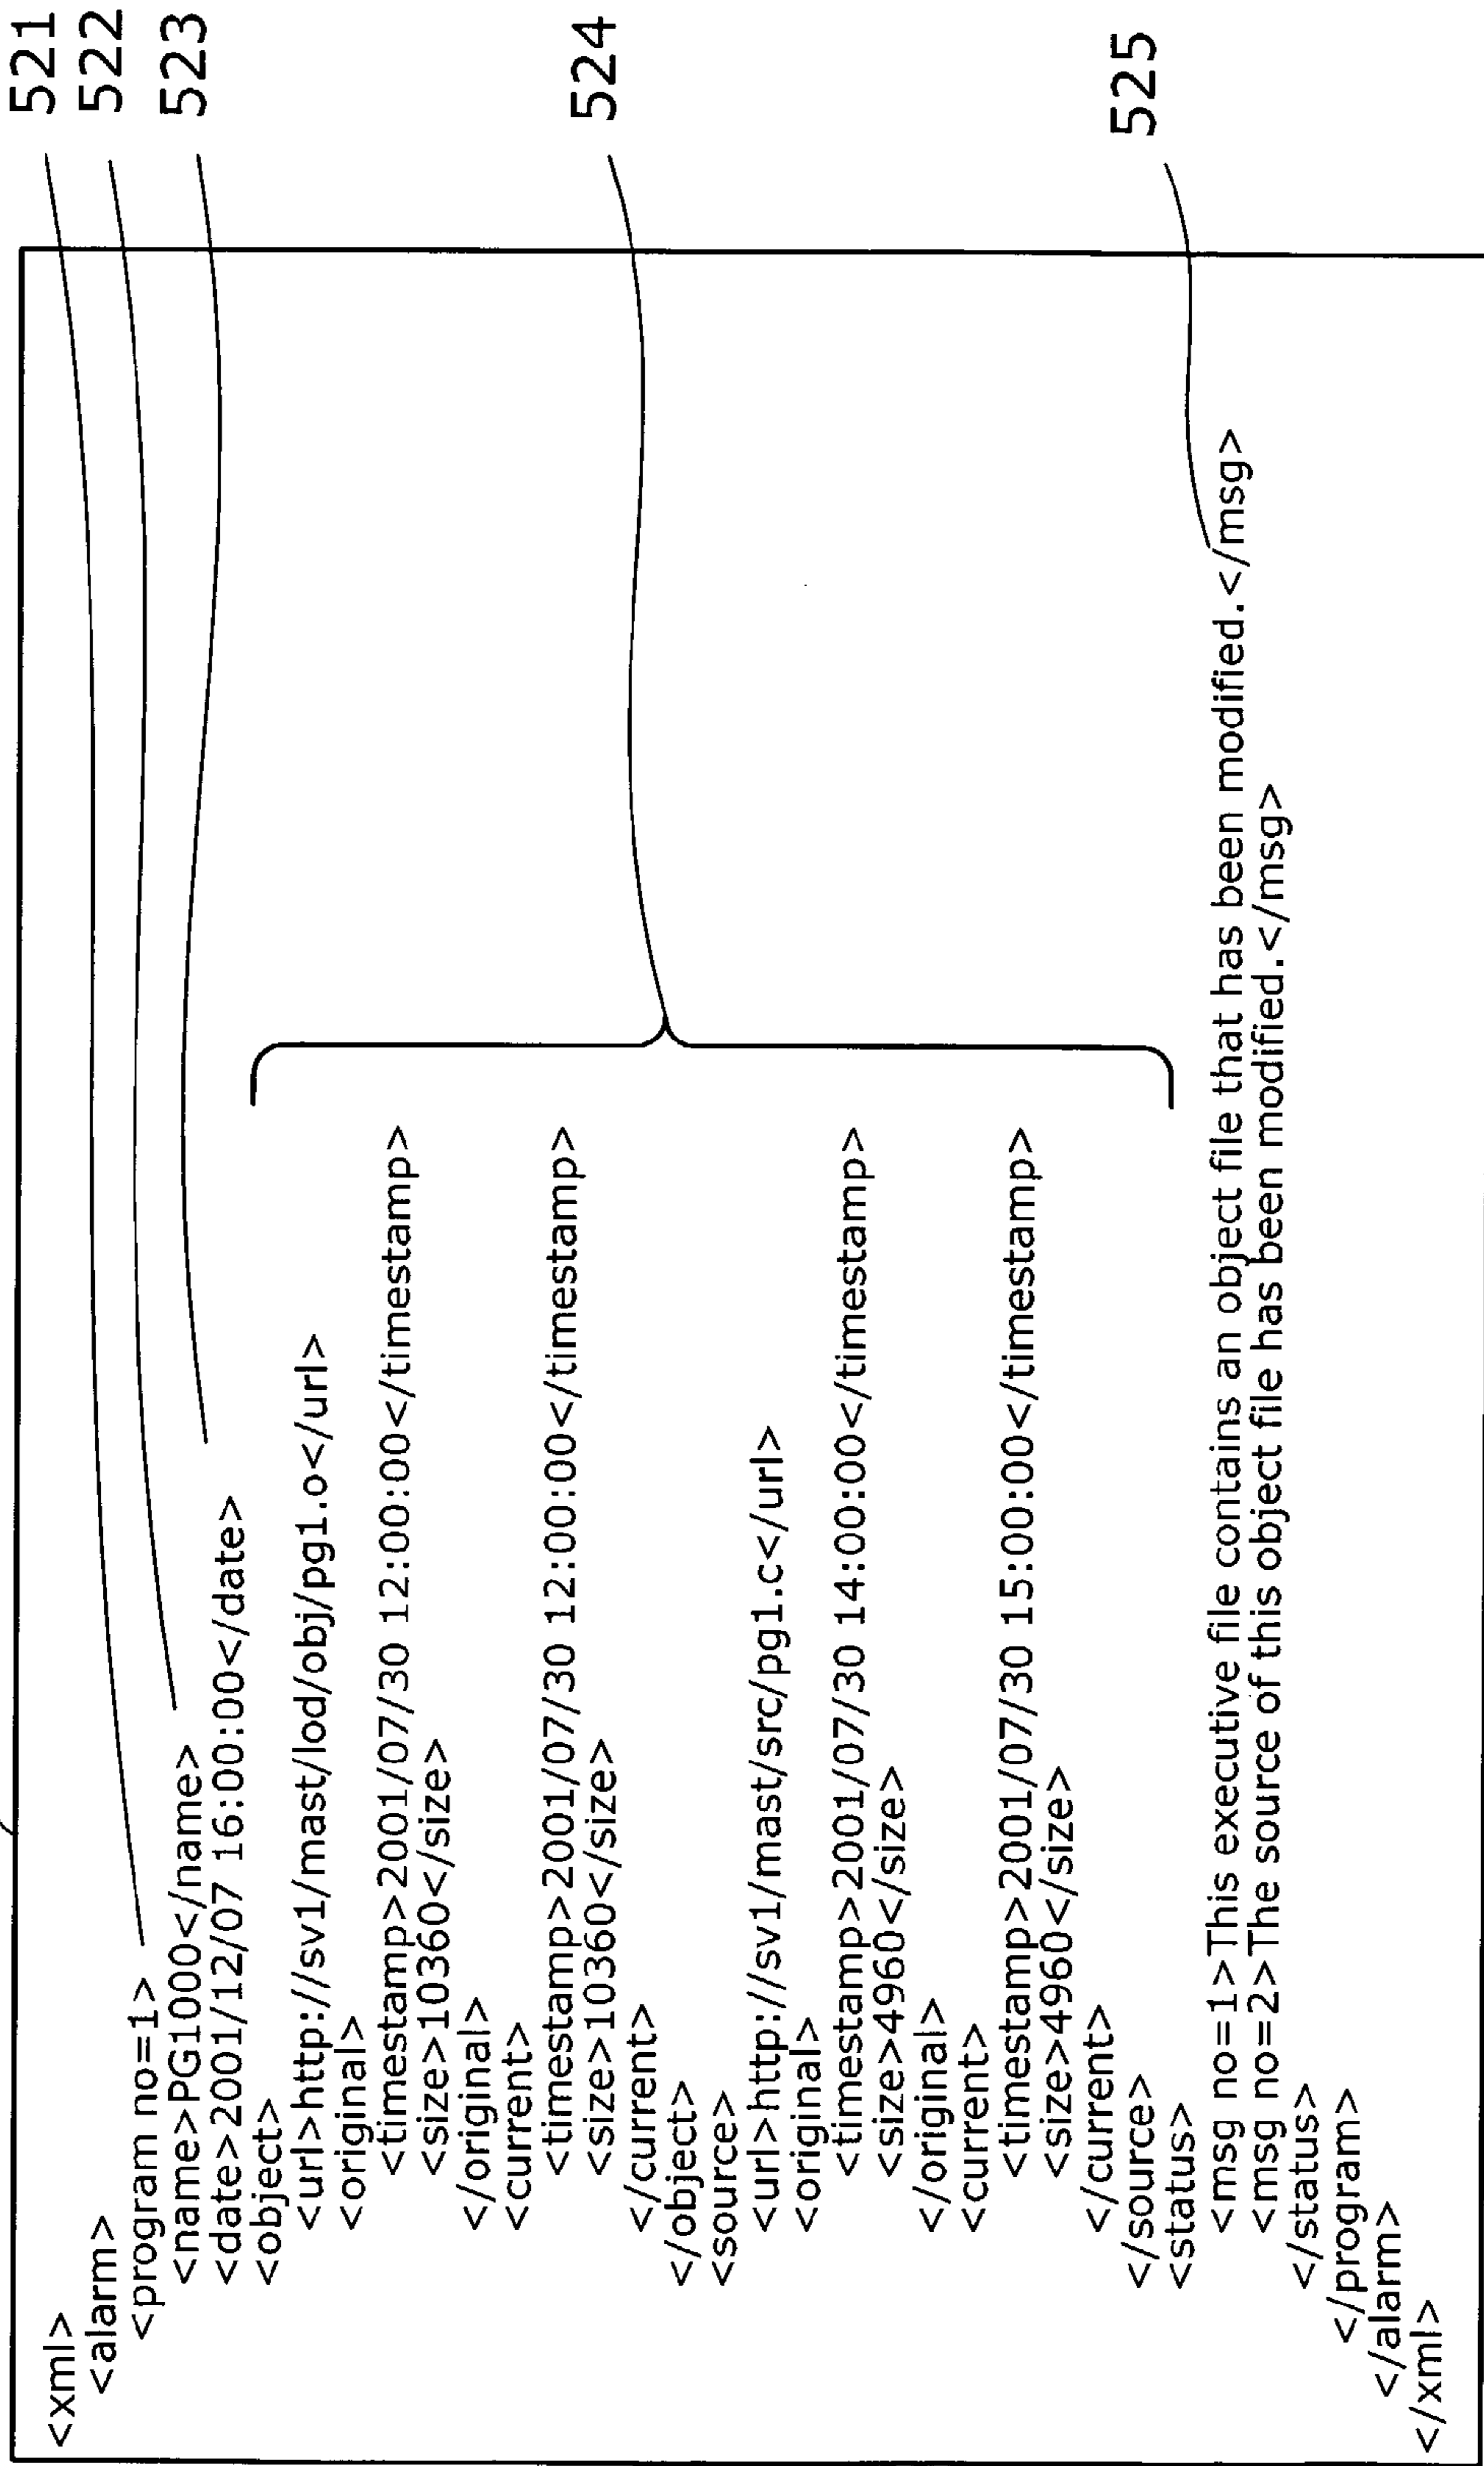 <xml>
<alarm>
<program no=1>
<name>PG1000</name>
<date>2001/12/07 16:00:00</date>
<object>
<url>http://sv1/mast/lod/obj/pg1.o</url>
<original>
<timestamp>2001/07/30 12:00:00</timestamp>
<size>10360</size>
</original>
<current>
<timestamp>2001/07/30 12:00:00</timestamp>
<size>10360</size>
</current>
</object>
<source>
<url>http://sv1/mast/src/pg1.c</url>
<original>
<timestamp>2001/07/30 14:00:00</timestamp>
<size>4960</size>
</original>
<current>
<timestamp>2001/07/30 15:00:00</timestamp>
<size>4960</size>
</current>
</source>
<status>
<msg no=1>This executive file contains an object file that has been modified.</msg>
<msg no=2>The source of this object file has been modified.</msg>
</status>
</program>
</alarm>
</xml>
521
522
523
524
525